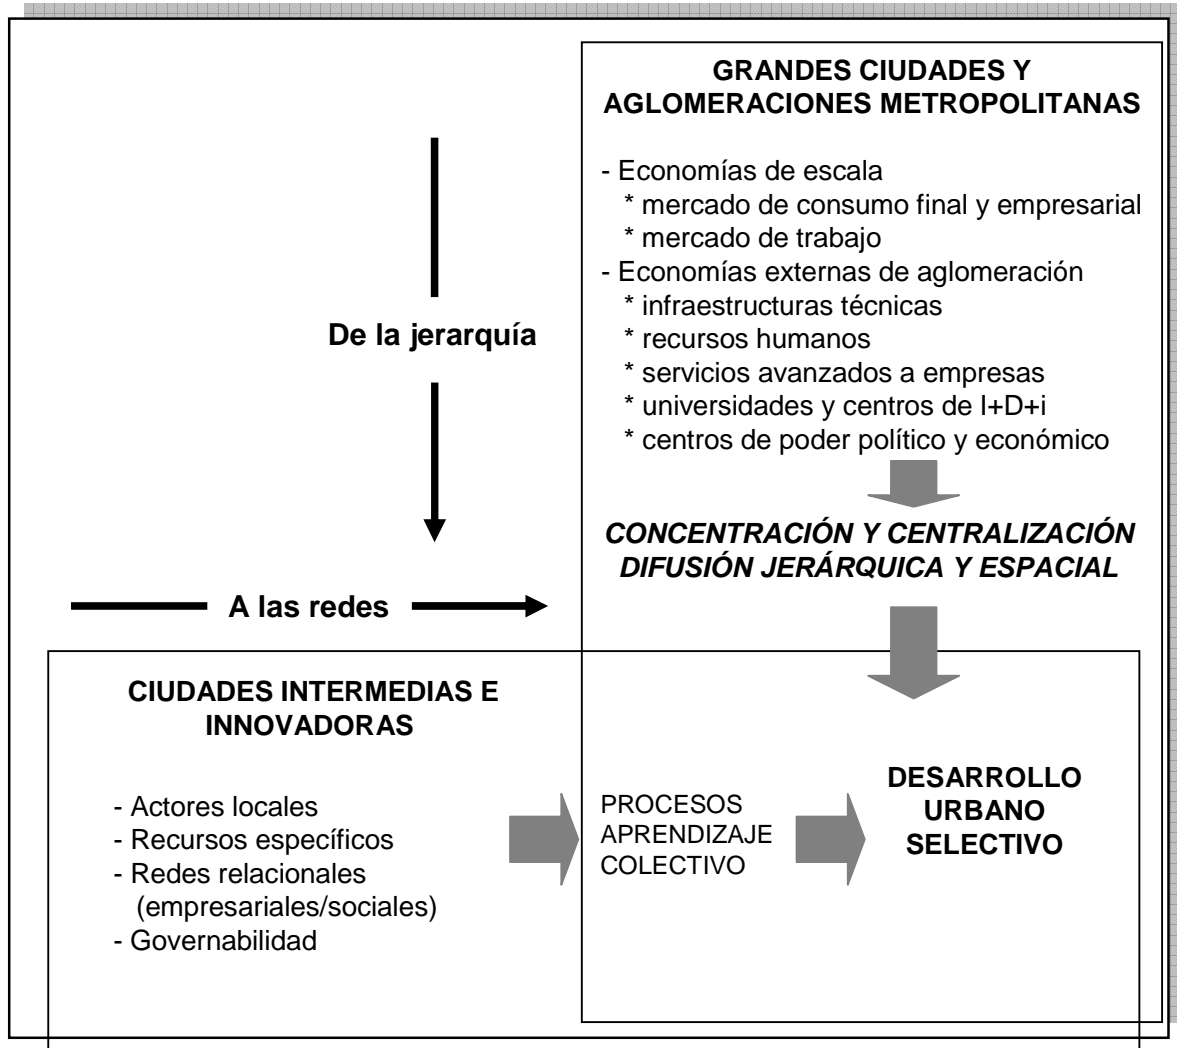 GRANDES CIUDADES Y
AGLOMERACIONES METROPOLITANAS
- Economías de escala
* mercado de consumo final y empresarial
* mercado de trabajo
- Economías externas de aglomeración
* infraestructuras técnicas
* recursos humanos
* servicios avanzados a empresas
* universidades y centros de I+D+i
* centros de poder político y económico
De la jerarquía
CONCENTRACIÓN Y CENTRALIZACIÓN
DIFUSIÓN JERÁRQUICA Y ESPACIAL
A las redes
CIUDADES INTERMEDIAS E
INNOVADORAS
- Actores locales
- Recursos específicos
- Redes relacionales
(empresariales/sociales)
- Governabilidad
PROCESOS
APRENDIZAJE
COLECTIVO
DESARROLLO
URBANO
SELECTIVO